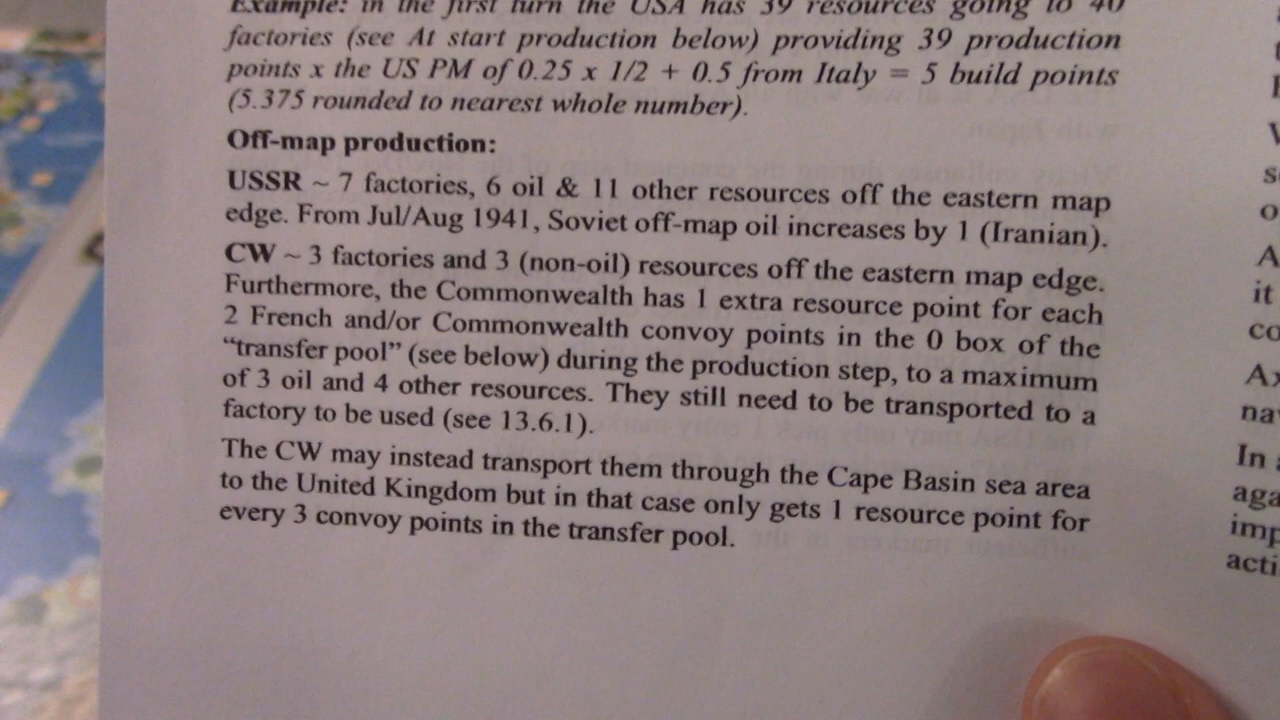 Example: in the first turn the USA has 39 resources going to 40
factories (see At start production below) providing 39 production
points x the US PM of 0.25 x 1/2 + 0.5 from Italy = 5 build points
(5.375 rounded to nearest whole number).
Off-map production:
USSR ~ 7 factories, 6 oil & 11 other resources off the eastern map
edge. From Jul/Aug 1941, Soviet off-map oil increases by 1 (Iranian).
CW ~ 3 factories and 3 (non-oil) resources off the eastern map edge.
Furthermore, the Commonwealth has 1 extra resource point for each
2 French and/or Commonwealth convoy points in the 0 box of the
“transfer pool” (see below) during the production step, to a maximum
of 3 oil and 4 other resources. They still need to be transported to a
factory to be used (see 13.6.1).
The CW may instead transport them through the Cape Basin sea area
to the United Kingdom but in that case only gets 1 resource point for
every 3 convoy points in the transfer pool.
A
it
In